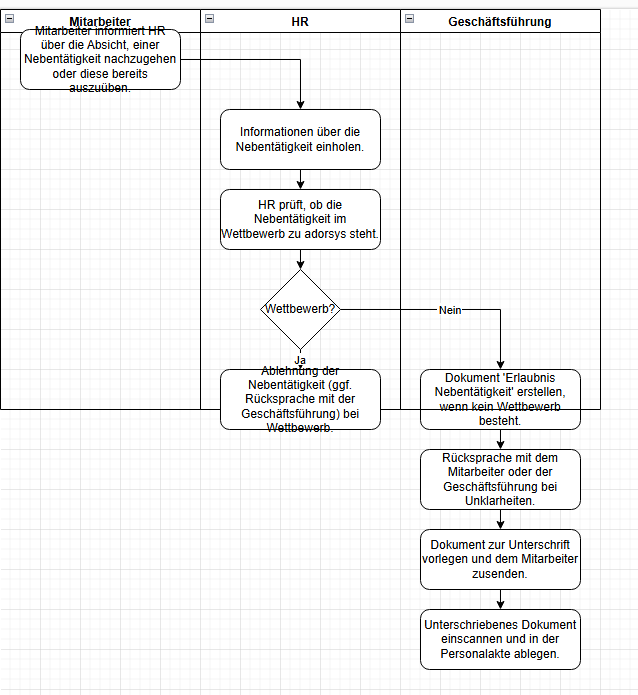 Mitarbeiter
HR
Geschäftsführung
Mitarbeiter informiert HR
über die Absicht, einer
Nebentätigkeit nachzugehen
oder diese bereits
auszuüben.
Informationen über die
Nebentätigkeit einholen.
HR prüft, ob die
Nebentätigkeit im
Wettbewerb zu adorsys steht.
Wettbewerb?
Nein
Ja
Ablehnung der
Nebentätigkeit (ggf.
Rücksprache mit der
Geschäftsführung) bei
Wettbewerb.
Dokument 'Erlaubnis
Nebentätigkeit' erstellen,
wenn kein Wettbewerb
besteht.
Rücksprache mit dem
Mitarbeiter oder der
Geschäftsführung bei
Unklarheiten.
Dokument zur Unterschrift
vorlegen und dem Mitarbeiter
zusenden.
Unterschriebenes Dokument
einscannen und in der
Personalakte ablegen.